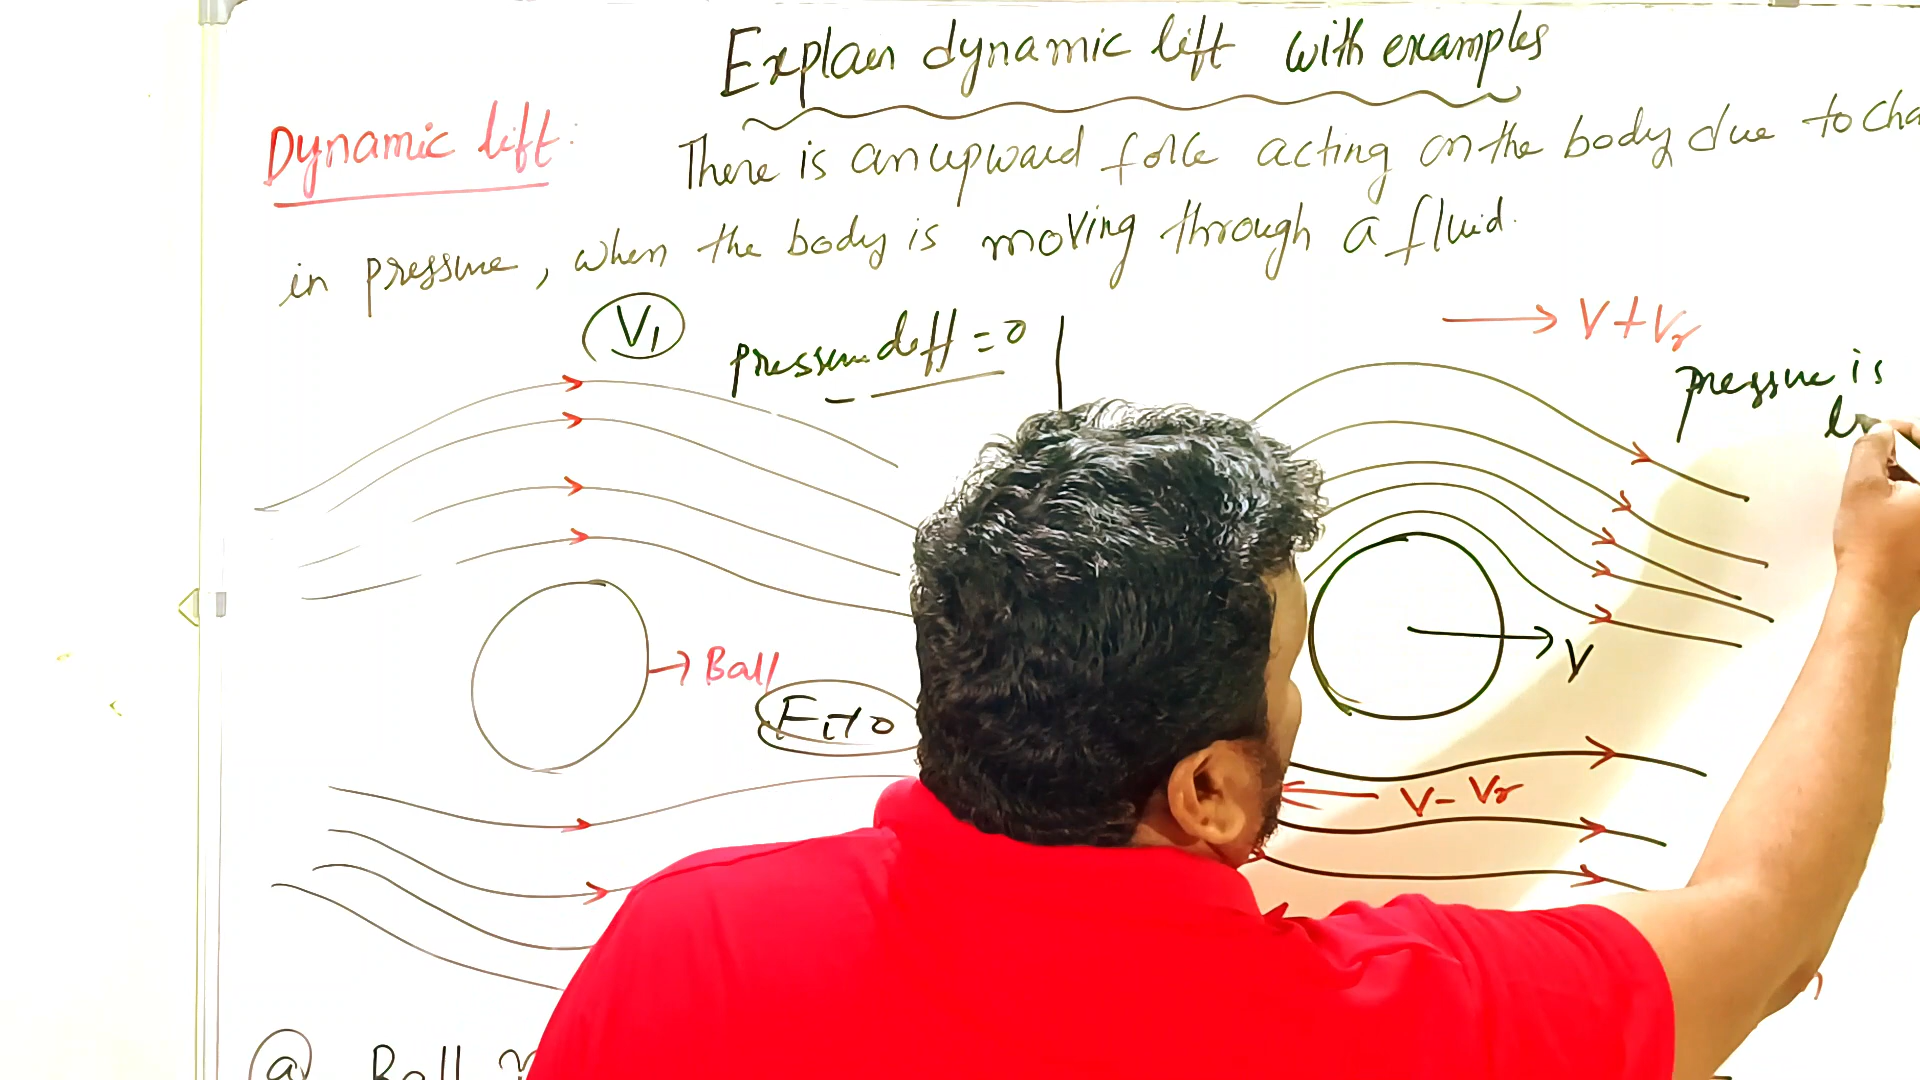 Explain dynamic lift with examples
Dynamic lift: There is an upward force acting on the body due to cha
in pressure, when the body is moving through a fluid.
V1
pressure diff = 0
V + Vr
pressure is
Ball
V
V - Vr
a Ball